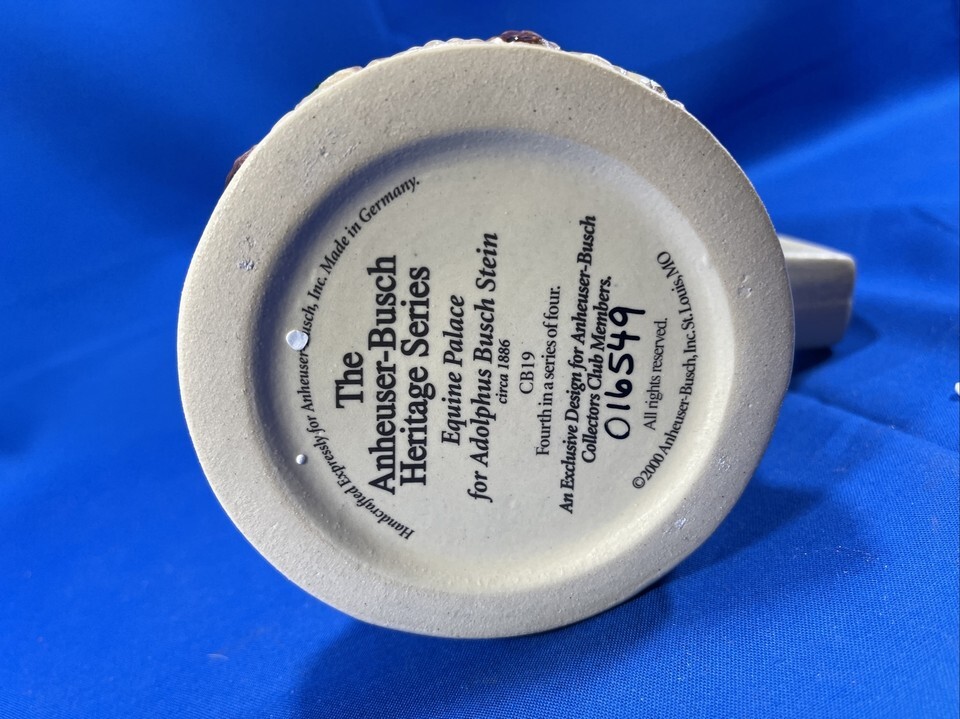 Handcrafted Expressly for Anheuser-Busch, Inc. Made in Germany.
The
Anheuser-Busch
Heritage Series
Equine Palace
for Adolphus Busch Stein
circa 1886
CB19
Fourth in a series of four.
An Exclusive Design for Anheuser-Busch
Collectors Club Members.
016549
All rights reserved.
©2000 Anheuser-Busch, Inc. St. Louis, MO